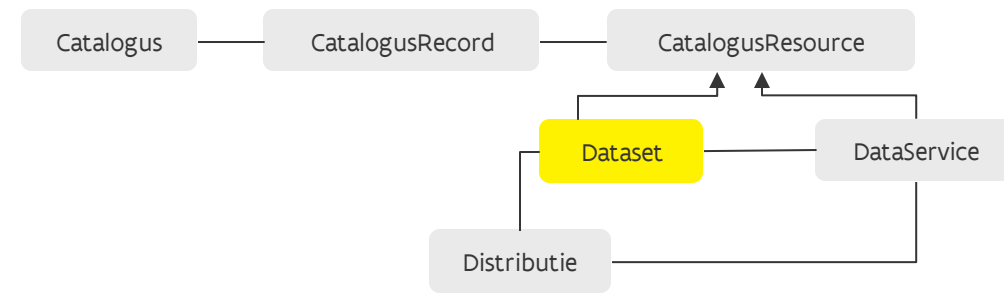 Catalogus
CatalogusRecord
CatalogusResource
Dataset
DataService
Distributie